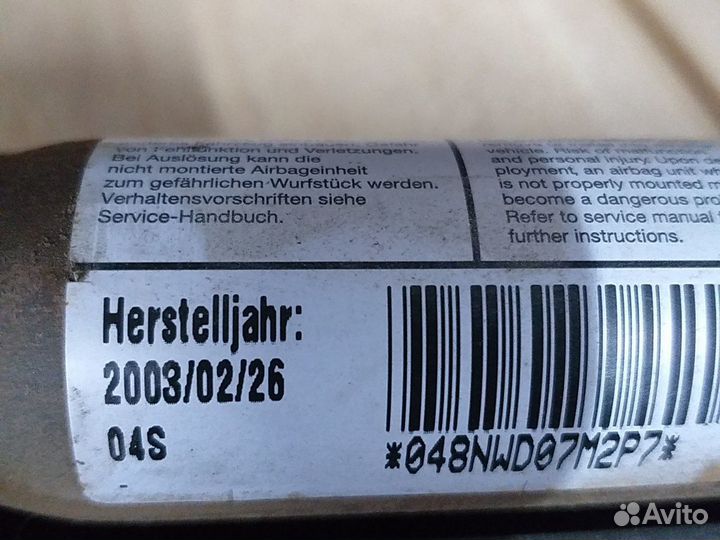 von Fehlfunktion und Verletzungen.
Bei Auslösung kann die
nicht montierte Airbageinheit
zum gefährlichen Wurfstück werden.
Verhaltensvorschriften siehe
Service-Handbuch.
vehicle. Risk of
and personal injury. Upon de
ployment, an airbag unit wh
is not properly mounted m
become a dangerous pro
Refer to service manual f
further instructions.
Herstelljahr:
2003/02/26
04S
*048NWD07M2P7*
Avito